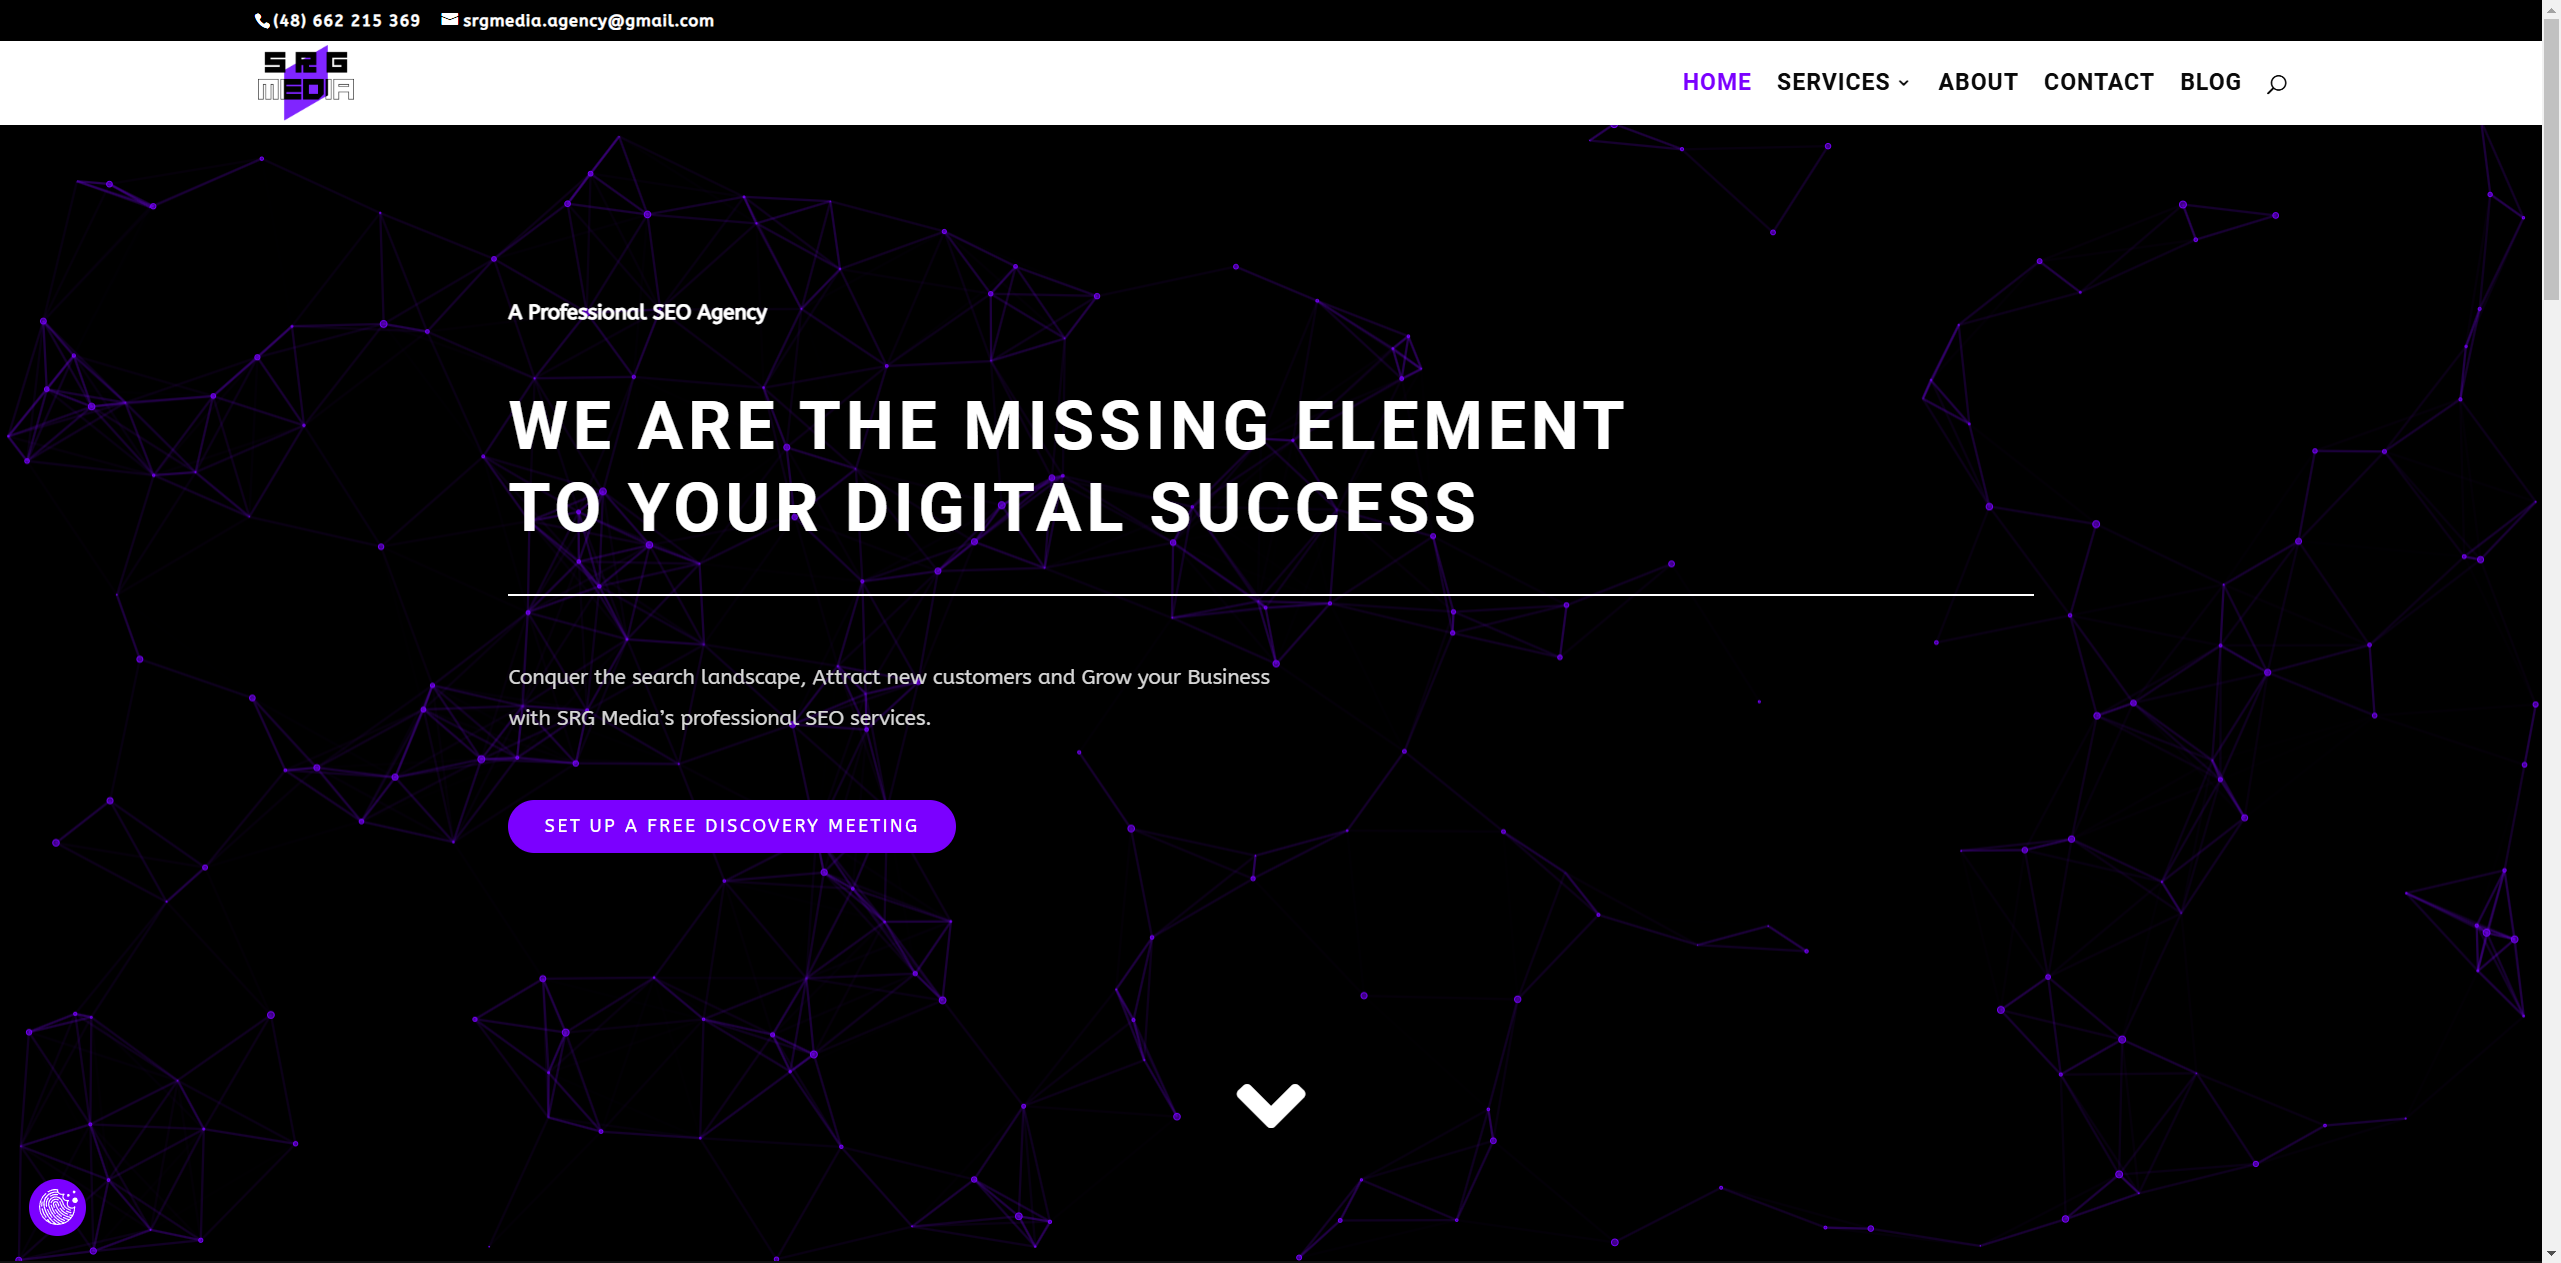 (48) 662 215 369 srgmedia.agency@gmail.com
SRG
MEDIA
HOME SERVICES ABOUT CONTACT BLOG
A Professional SEO Agency
WE ARE THE MISSING ELEMENT
TO YOUR DIGITAL SUCCESS
Conquer the search landscape, Attract new customers and Grow your Business
with SRG Media’s professional SEO services.
SET UP A FREE DISCOVERY MEETING